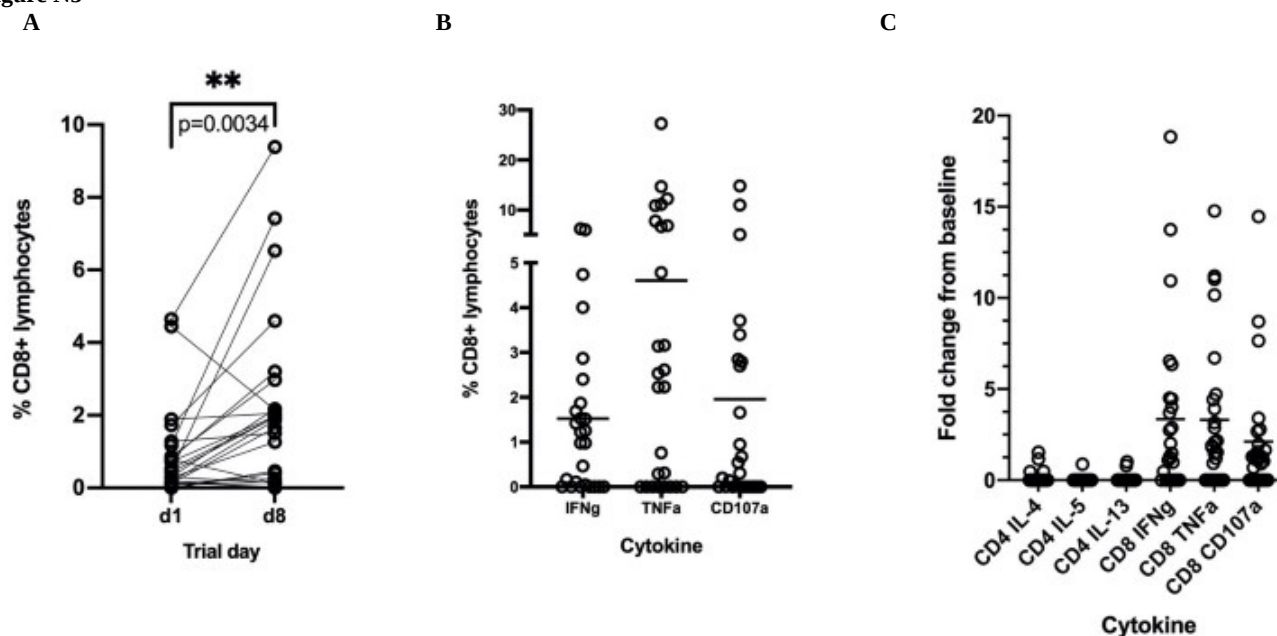 A
B
C
**
p=0.0034
10
8
6
4
2
0
% CD8+ lymphocytes
d1
d8
Trial day
30
20
10
5
4
3
2
1
0
% CD8+ lymphocytes
IFNg
TNFa
CD107a
Cytokine
20
15
10
5
0
Fold change from baseline
CD4 IL-4
CD4 IL-5
CD4 IL-13
CD8 IFNg
CD8 TNFa
CD8 CD107a
Cytokine